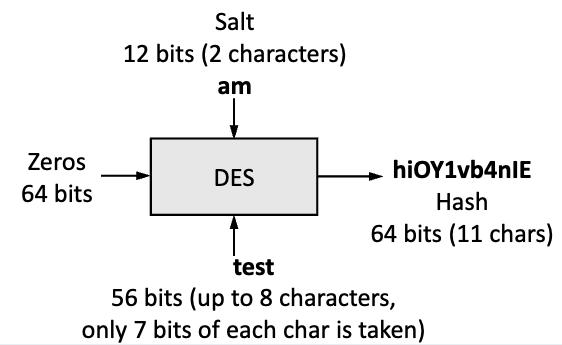 Salt
12 bits (2 characters)
am
Zeros
64 bits
DES
hiOY1vb4nIE
Hash
64 bits (11 chars)
test
56 bits (up to 8 characters,
only 7 bits of each char is taken)